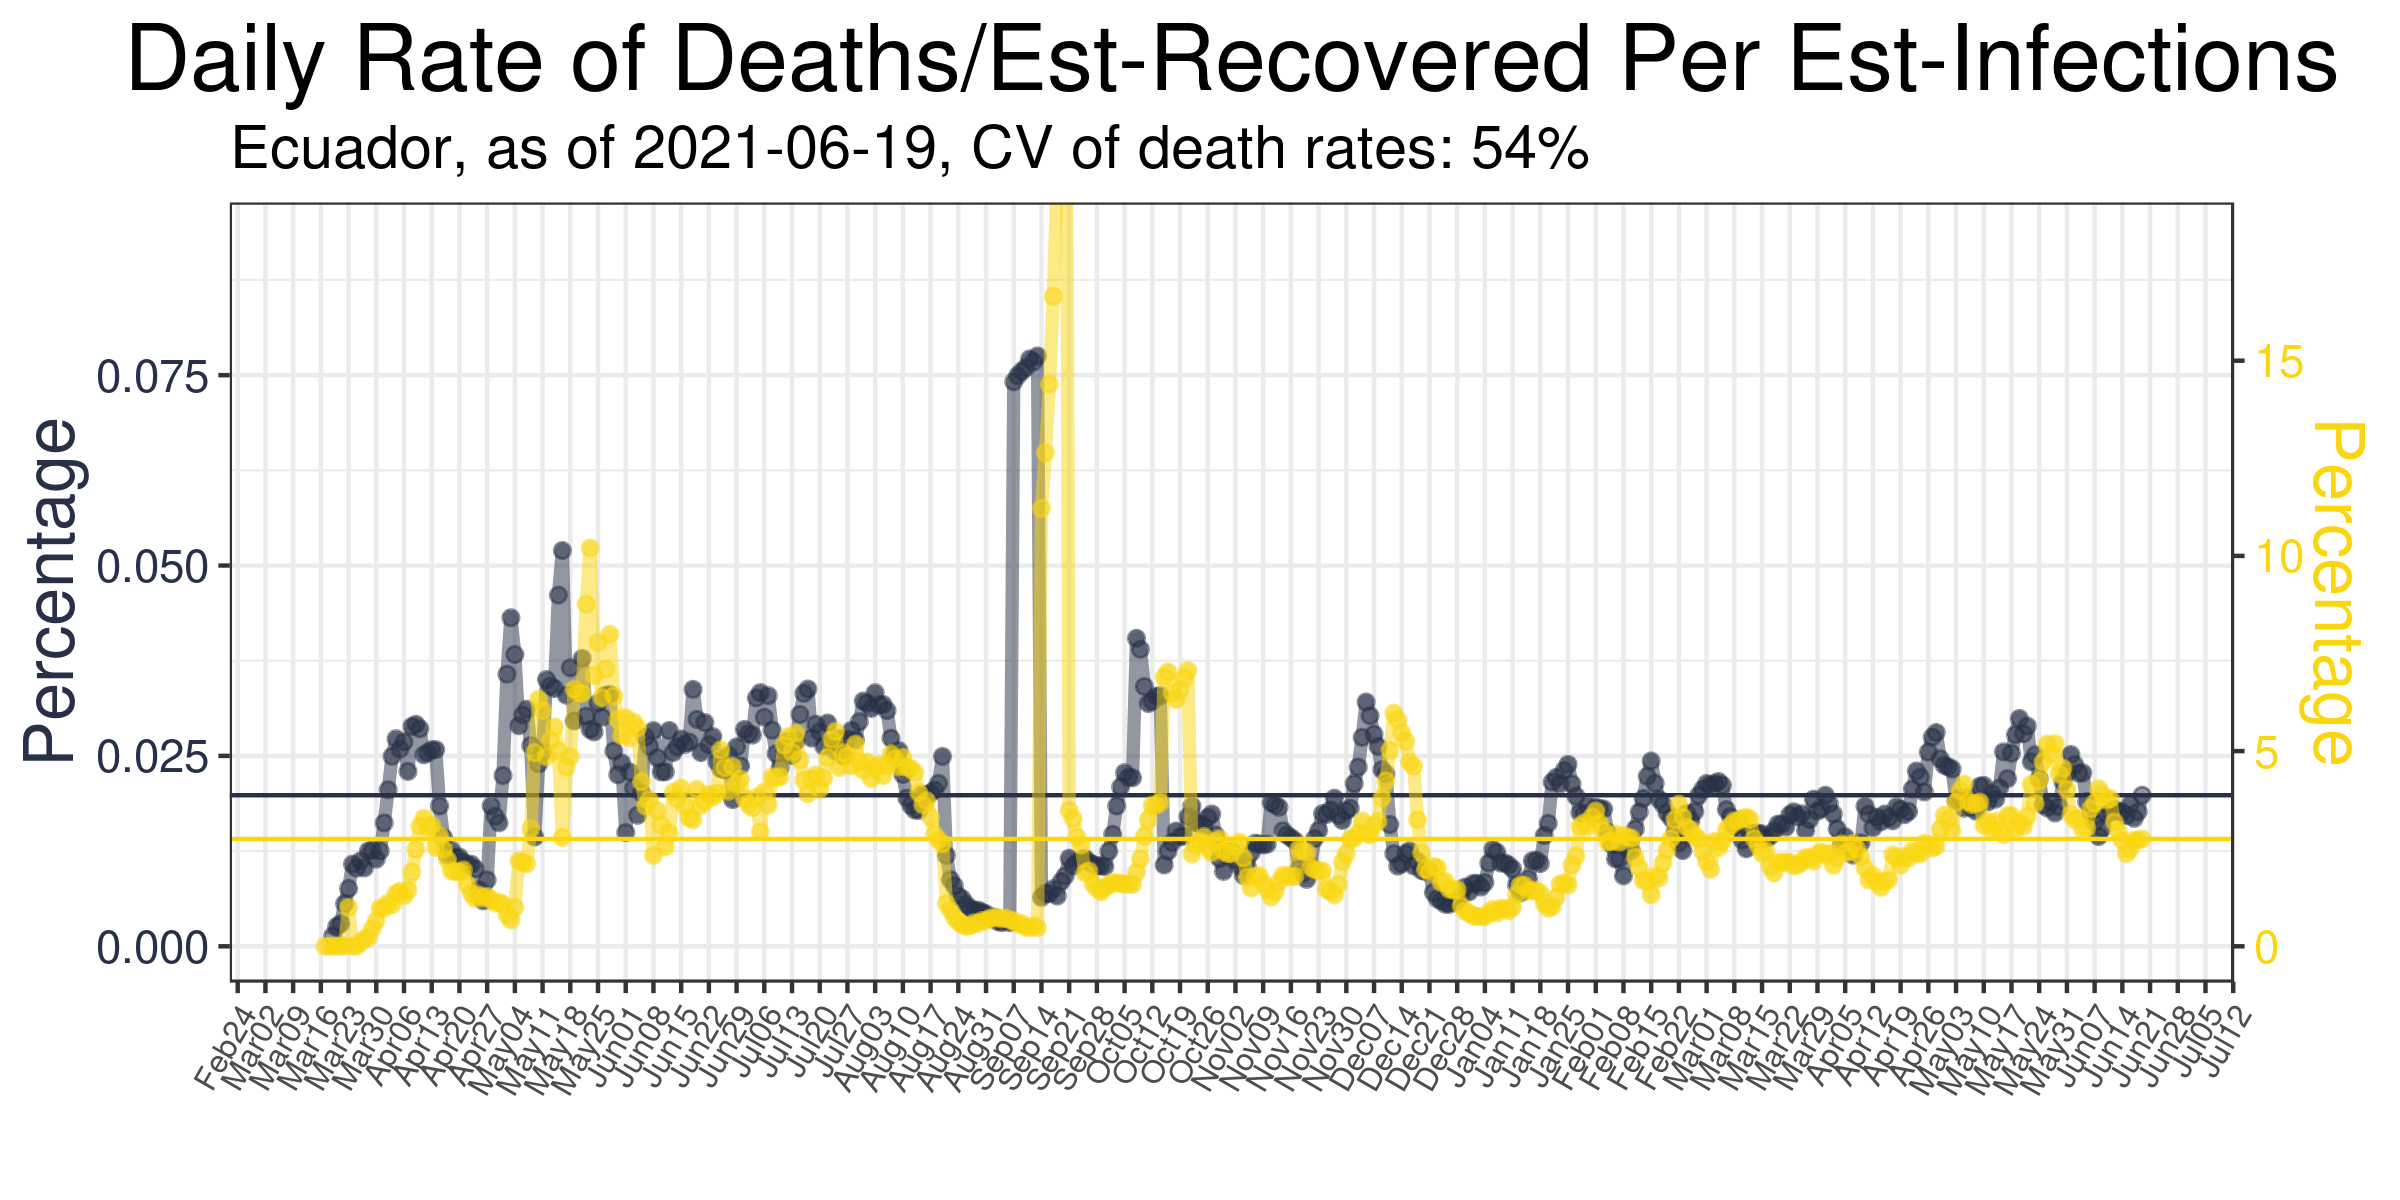 Daily Rate of Deaths/Est-Recovered Per Est-Infections
Ecuador, as of 2021-06-19, CV of death rates: 54%
Percentage
0.075
0.050
0.025
0.000
15
10
5
0
Percentage
Feb24
Mar02
Mar09
Mar16
Mar23
Mar30
Apr06
Apr13
Apr20
Apr27
May04
May11
May18
May25
Jun01
Jun08
Jun15
Jun22
Jun29
Jul06
Jul13
Jul20
Jul27
Aug03
Aug10
Aug17
Aug24
Aug31
Sep07
Sep14
Sep21
Sep28
Oct05
Oct12
Oct19
Oct26
Nov02
Nov09
Nov16
Nov23
Nov30
Dec07
Dec14
Dec21
Dec28
Jan04
Jan11
Jan18
Jan25
Feb01
Feb08
Feb15
Feb22
Mar01
Mar08
Mar15
Mar22
Mar29
Apr05
Apr12
Apr19
Apr26
May03
May10
May17
May24
May31
Jun07
Jun14
Jun21
Jun28
Jul05
Jul12